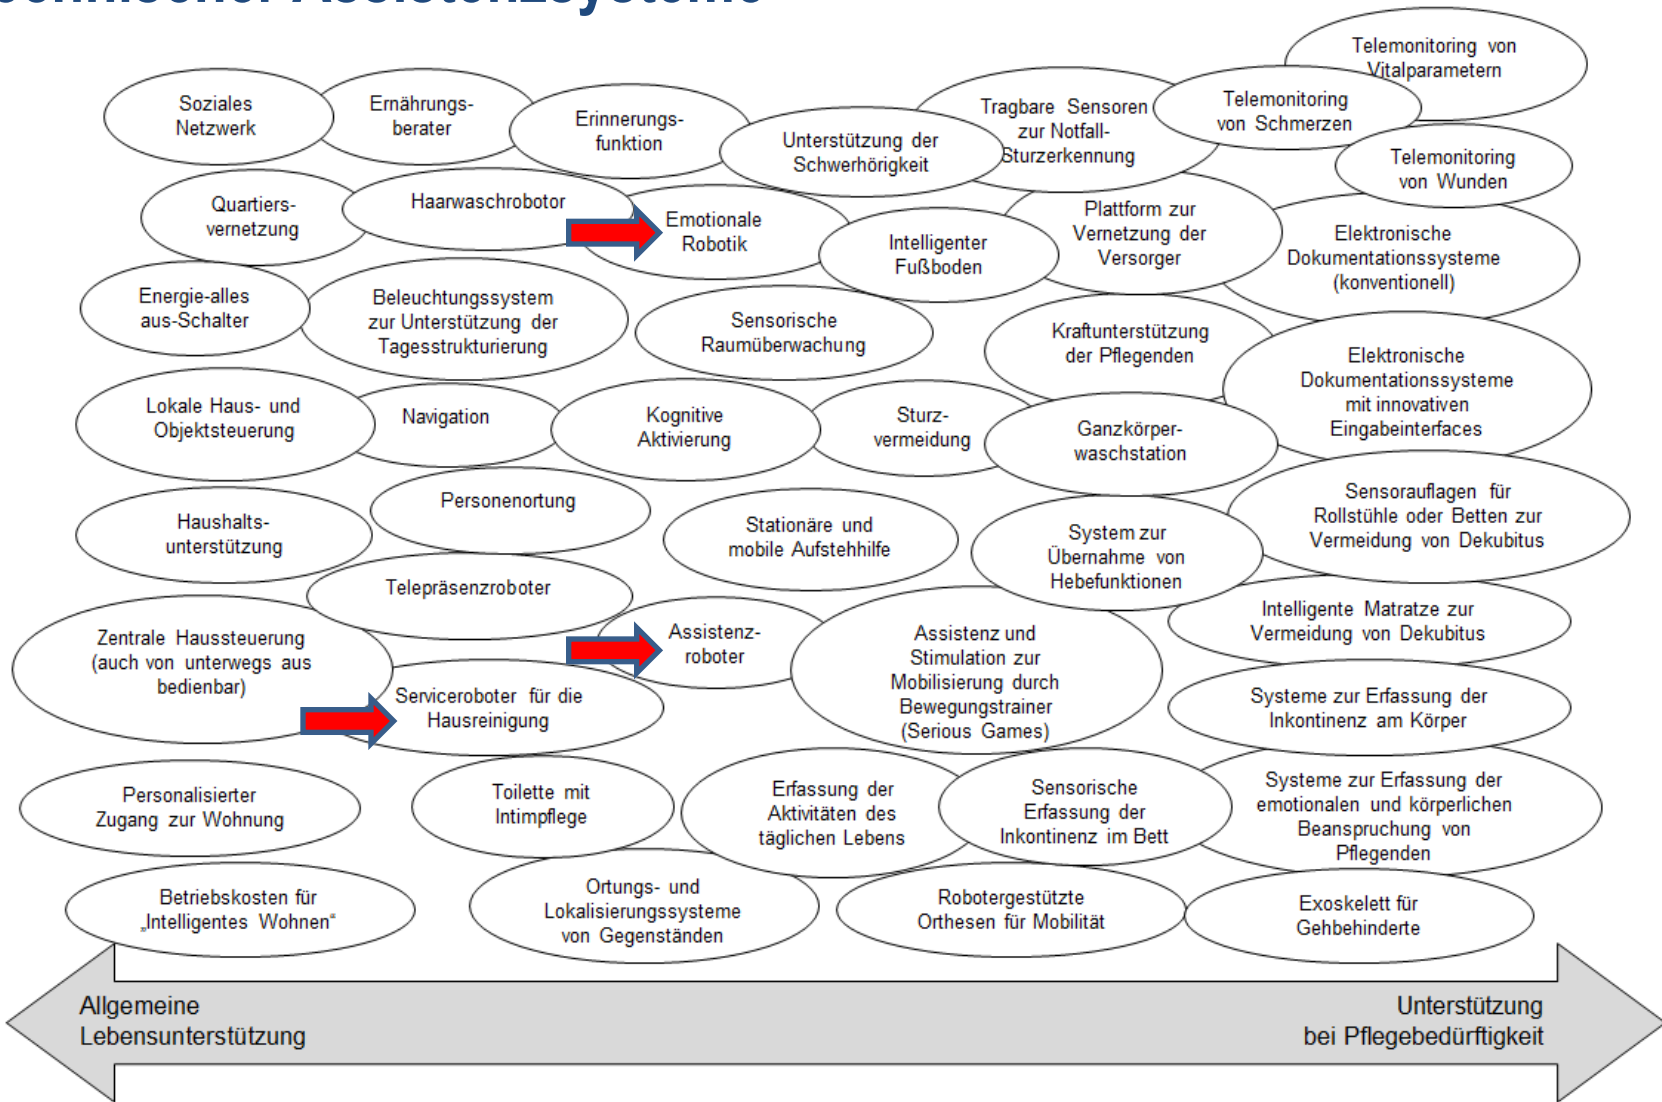 technischer Assistenzsysteme
Telemonitoring von
Vitalparametern
Soziales
Netzwerk
Ernährungs-
berater
Erinnerungs-
funktion
Unterstützung der
Schwerhörigkeit
Tragbare Sensoren
zur Notfall-
Sturzerkennung
Telemonitoring
von Schmerzen
Telemonitoring
von Wunden
Quartiers-
vernetzung
Haarwaschrobotor
Emotionale
Robotik
Intelligenter
Fußboden
Plattform zur
Vernetzung der
Versorger
Elektronische
Dokumentationssysteme
(konventionell)
Energie-alles
aus-Schalter
Beleuchtungssystem
zur Unterstützung der
Tagesstrukturierung
Sensorische
Raumüberwachung
Kraftunterstützung
der Pflegenden
Elektronische
Dokumentationssysteme
mit innovativen
Eingabeinterfaces
Lokale Haus- und
Objektsteuerung
Navigation
Kognitive
Aktivierung
Sturz-
vermeidung
Ganzkörper-
waschstation
Haushalts-
unterstützung
Personenortung
Stationäre und
mobile Aufstehhilfe
System zur
Übernahme von
Hebefunktionen
Sensorauflagen für
Rollstühle oder Betten zur
Vermeidung von Dekubitus
Telepräsenzroboter
Zentrale Haussteuerung
(auch von unterwegs aus
bedienbar)
Assistenz-
roboter
Assistenz und
Stimulation zur
Mobilisierung durch
Bewegungstrainer
(Serious Games)
Intelligente Matratze zur
Vermeidung von Dekubitus
Serviceroboter für die
Hausreinigung
Systeme zur Erfassung der
Inkontinenz am Körper
Personalisierter
Zugang zur Wohnung
Toilette mit
Intimpflege
Erfassung der
Aktivitäten des
täglichen Lebens
Sensorische
Erfassung der
Inkontinenz im Bett
Systeme zur Erfassung der
emotionalen und körperlichen
Beanspruchung von
Pflegenden
Betriebskosten für
„Intelligentes Wohnen“
Ortungs- und
Lokalisierungssysteme
von Gegenständen
Robotergestützte
Orthesen für Mobilität
Exoskelett für
Gehbehinderte
Allgemeine
Lebensunterstützung
Unterstützung
bei Pflegebedürftigkeit